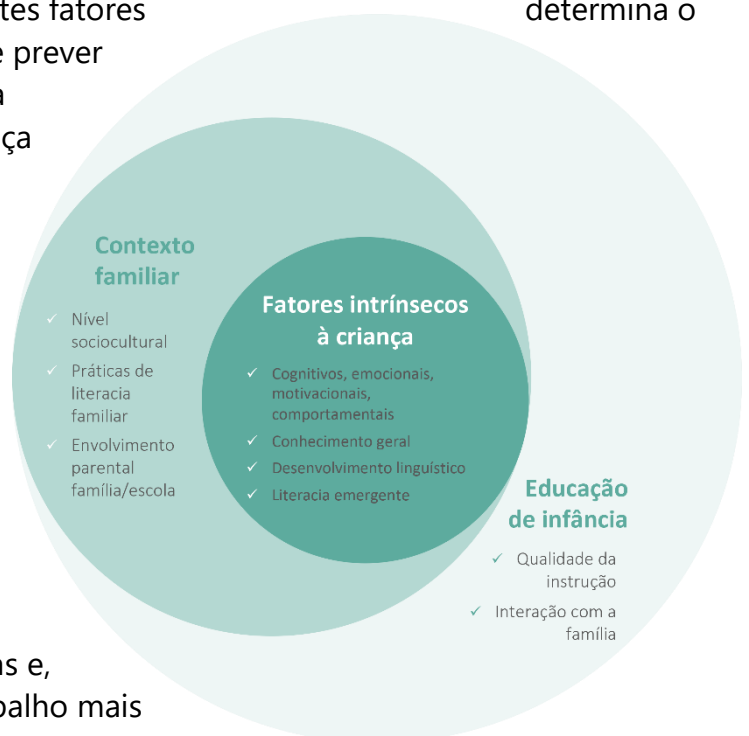 tes fatores
determina o
prever
ça
Contexto
familiar
✓ Nível
sociocultural
✓ Práticas de
literacia
familiar
✓ Envolvimento
parental
família/escola
Fatores intrínsecos
à criança
✓ Cognitivos, emocionais,
motivacionais,
comportamentais
✓ Conhecimento geral
✓ Desenvolvimento linguístico
✓ Literacia emergente
Educação
de infância
✓ Qualidade da
instrução
✓ Interação com a
família
s e,
balho mais